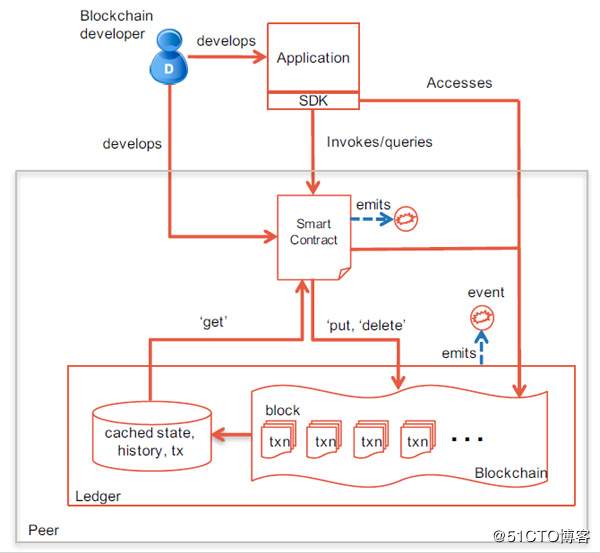 Blockchain
developer
D
develops
Application
SDK
Accesses
develops
Invokes/queries
Smart
Contract
emits
event
emits
'get'
'put, 'delete'
block
txn
txn
txn
txn
...
cached state,
history, tx
Blockchain
Ledger
Peer
@51CTO博客